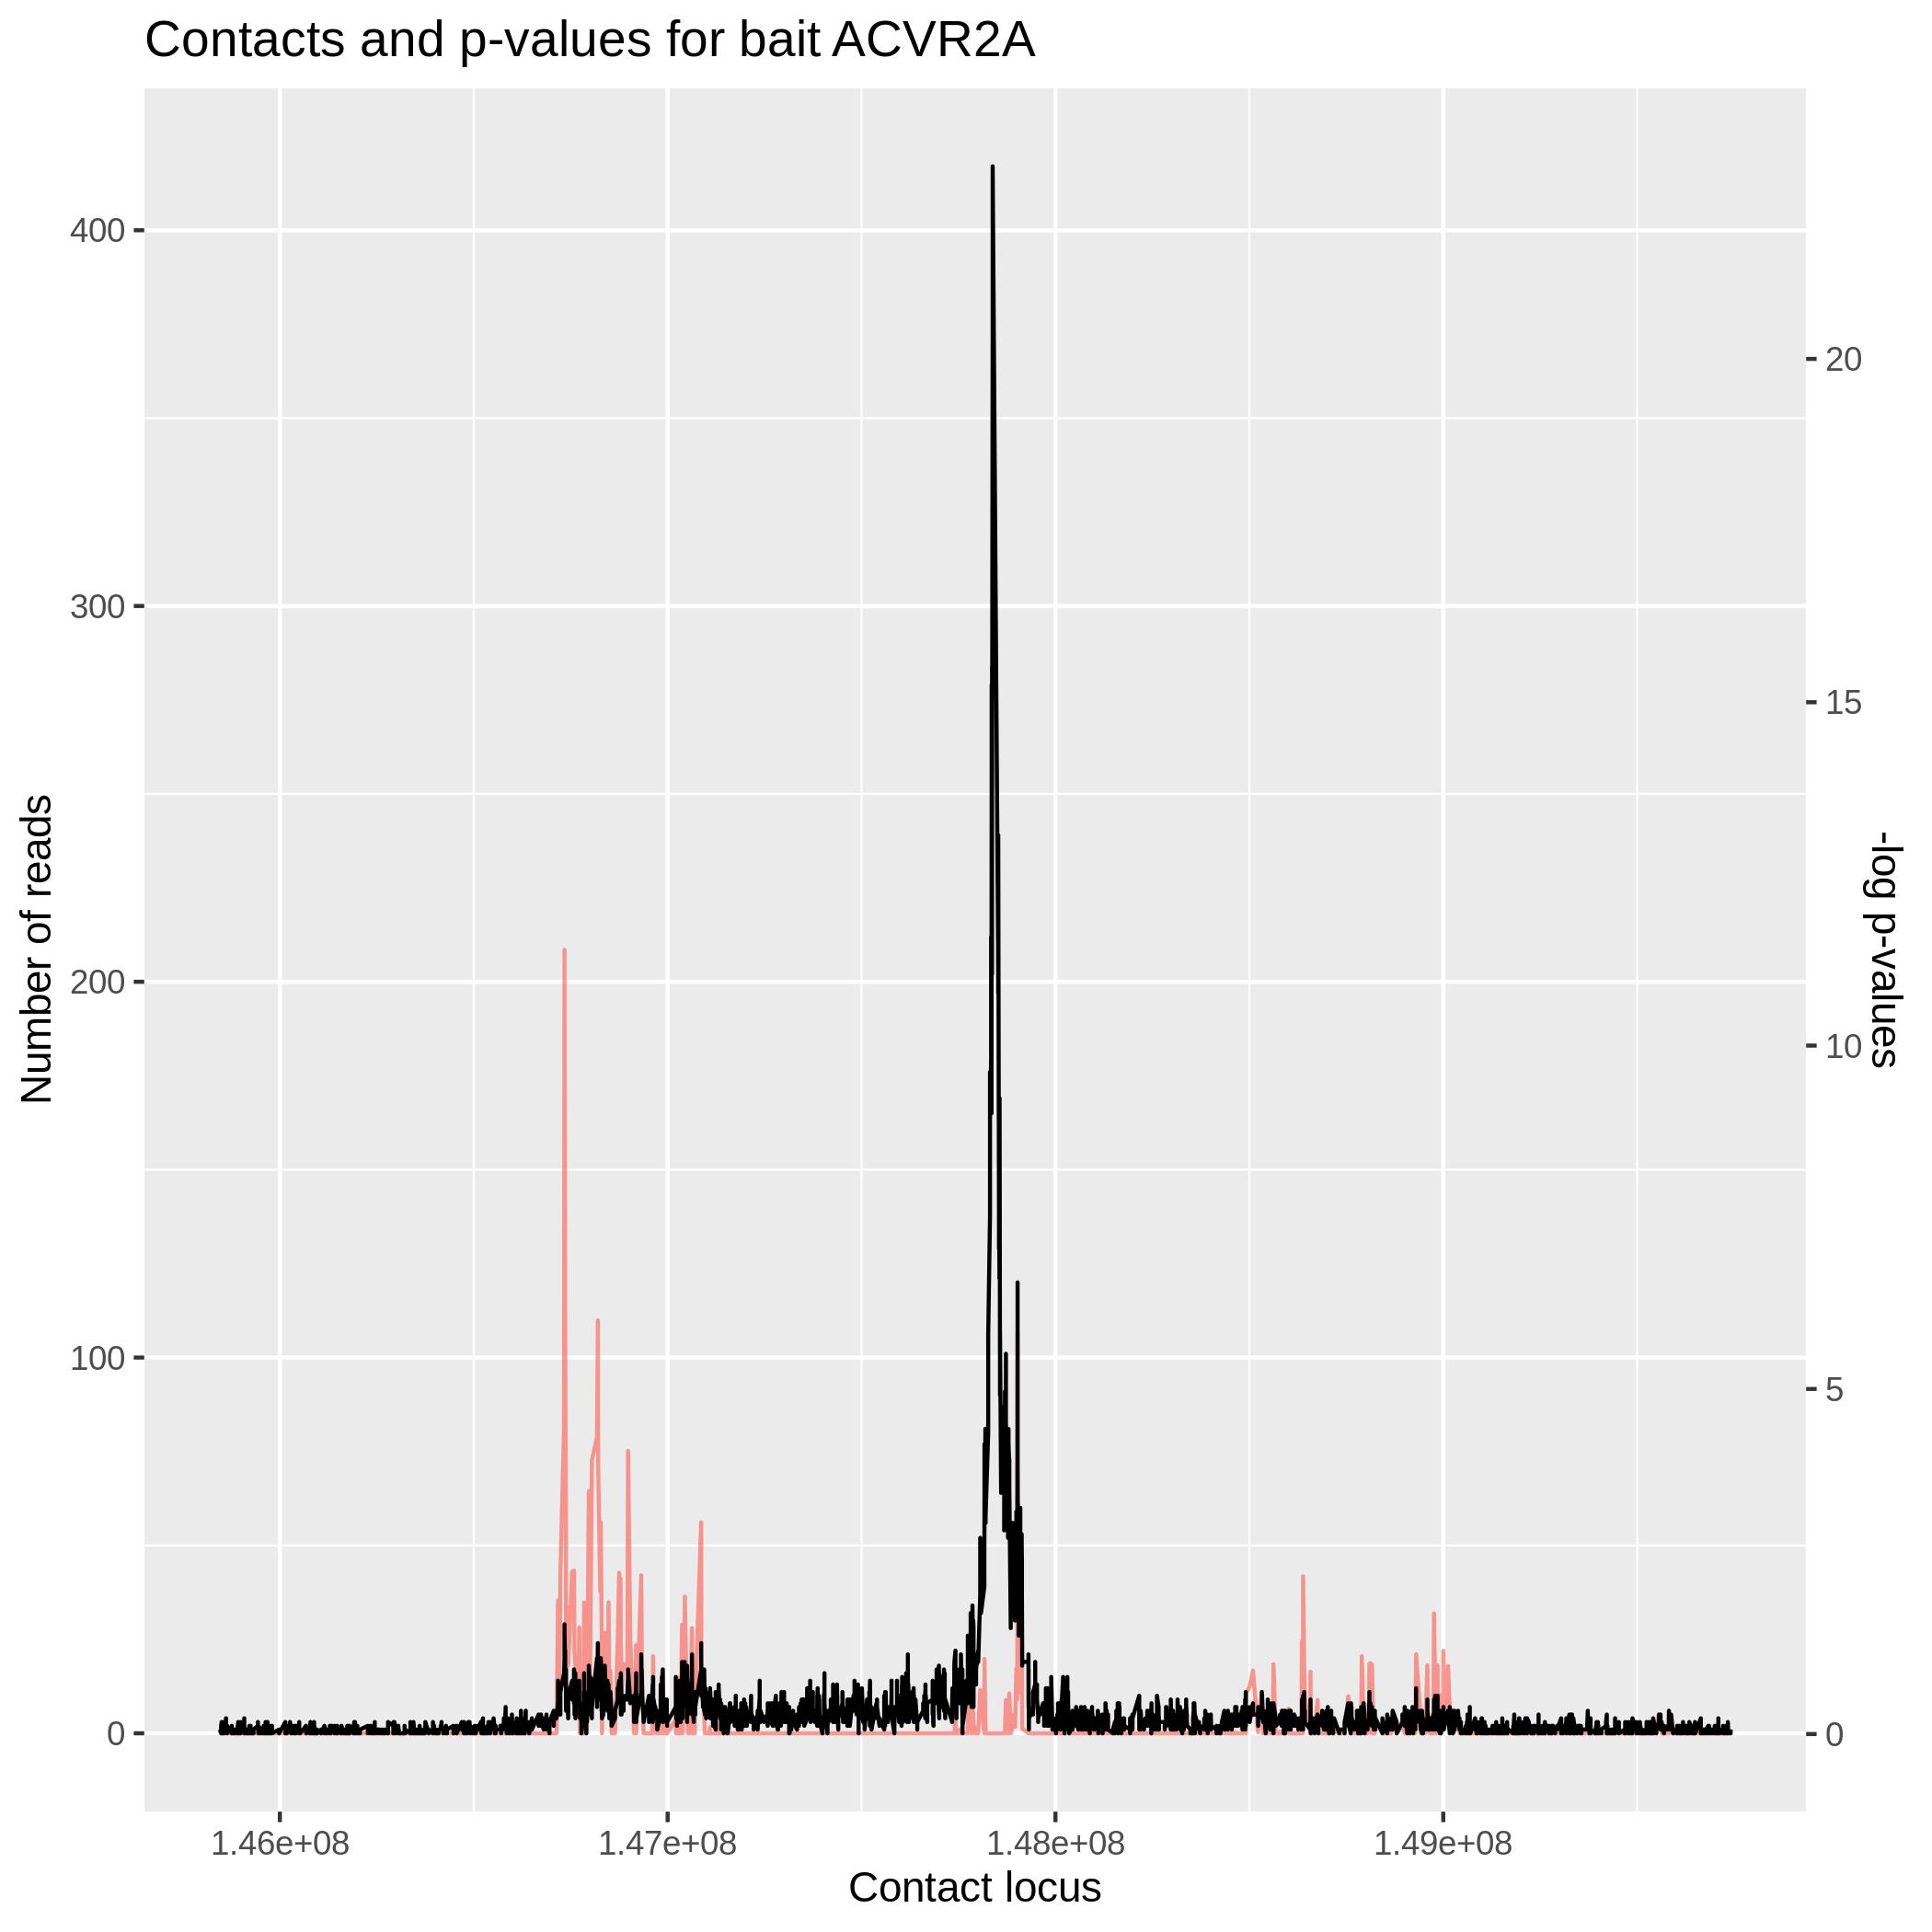 Contacts and p-values for bait ACVR2A
400
300
200
100
0
Number of reads
20
15
10
5
0
-log p-values
1.46e+08
1.47e+08
1.48e+08
1.49e+08
Contact locus